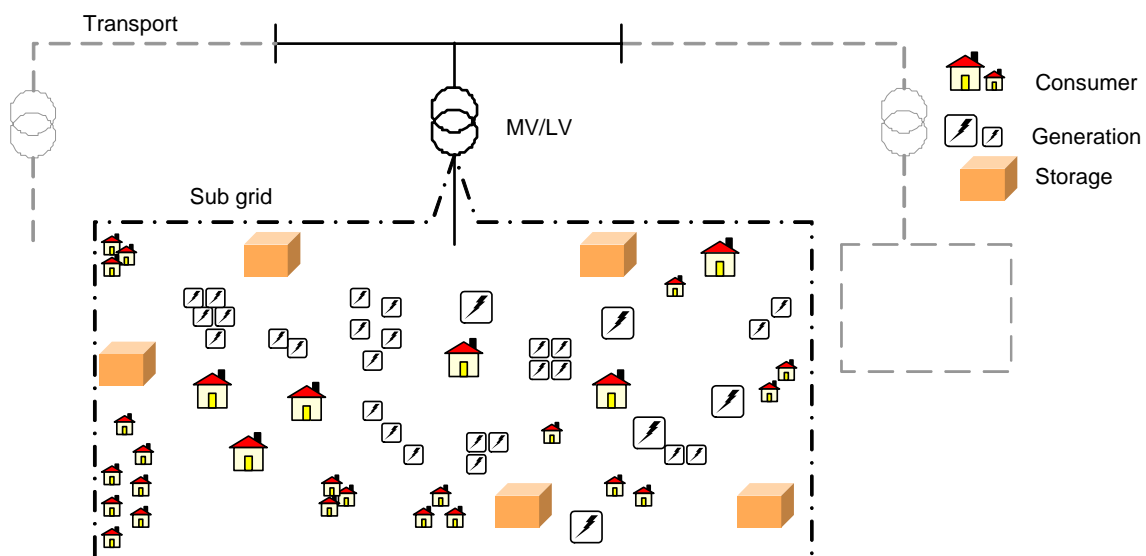 Transport
Consumer
MV/LV
Generation
Storage
Sub grid